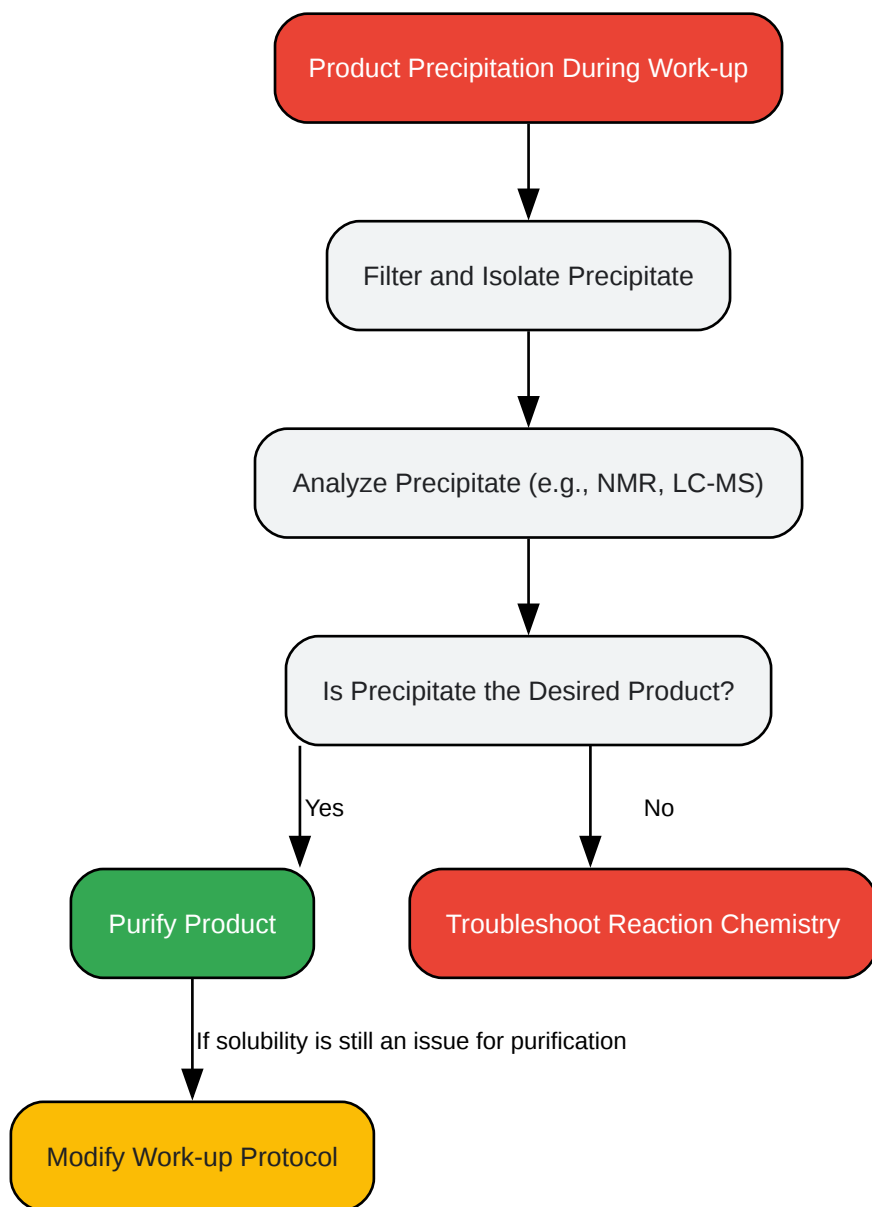 Product Precipitation During Work-up
Filter and Isolate Precipitate
Analyze Precipitate (e.g., NMR, LC-MS)
Is Precipitate the Desired Product?
Yes
No
Purify Product
Troubleshoot Reaction Chemistry
If solubility is still an issue for purification
Modify Work-up Protocol